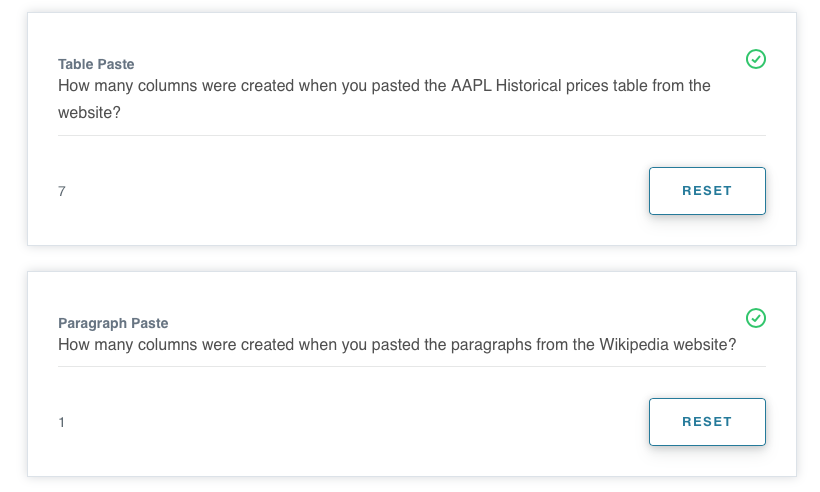 Table Paste
How many columns were created when you pasted the AAPL Historical prices table from the
website?
7
RESET
Paragraph Paste
How many columns were created when you pasted the paragraphs from the Wikipedia website?
1
RESET